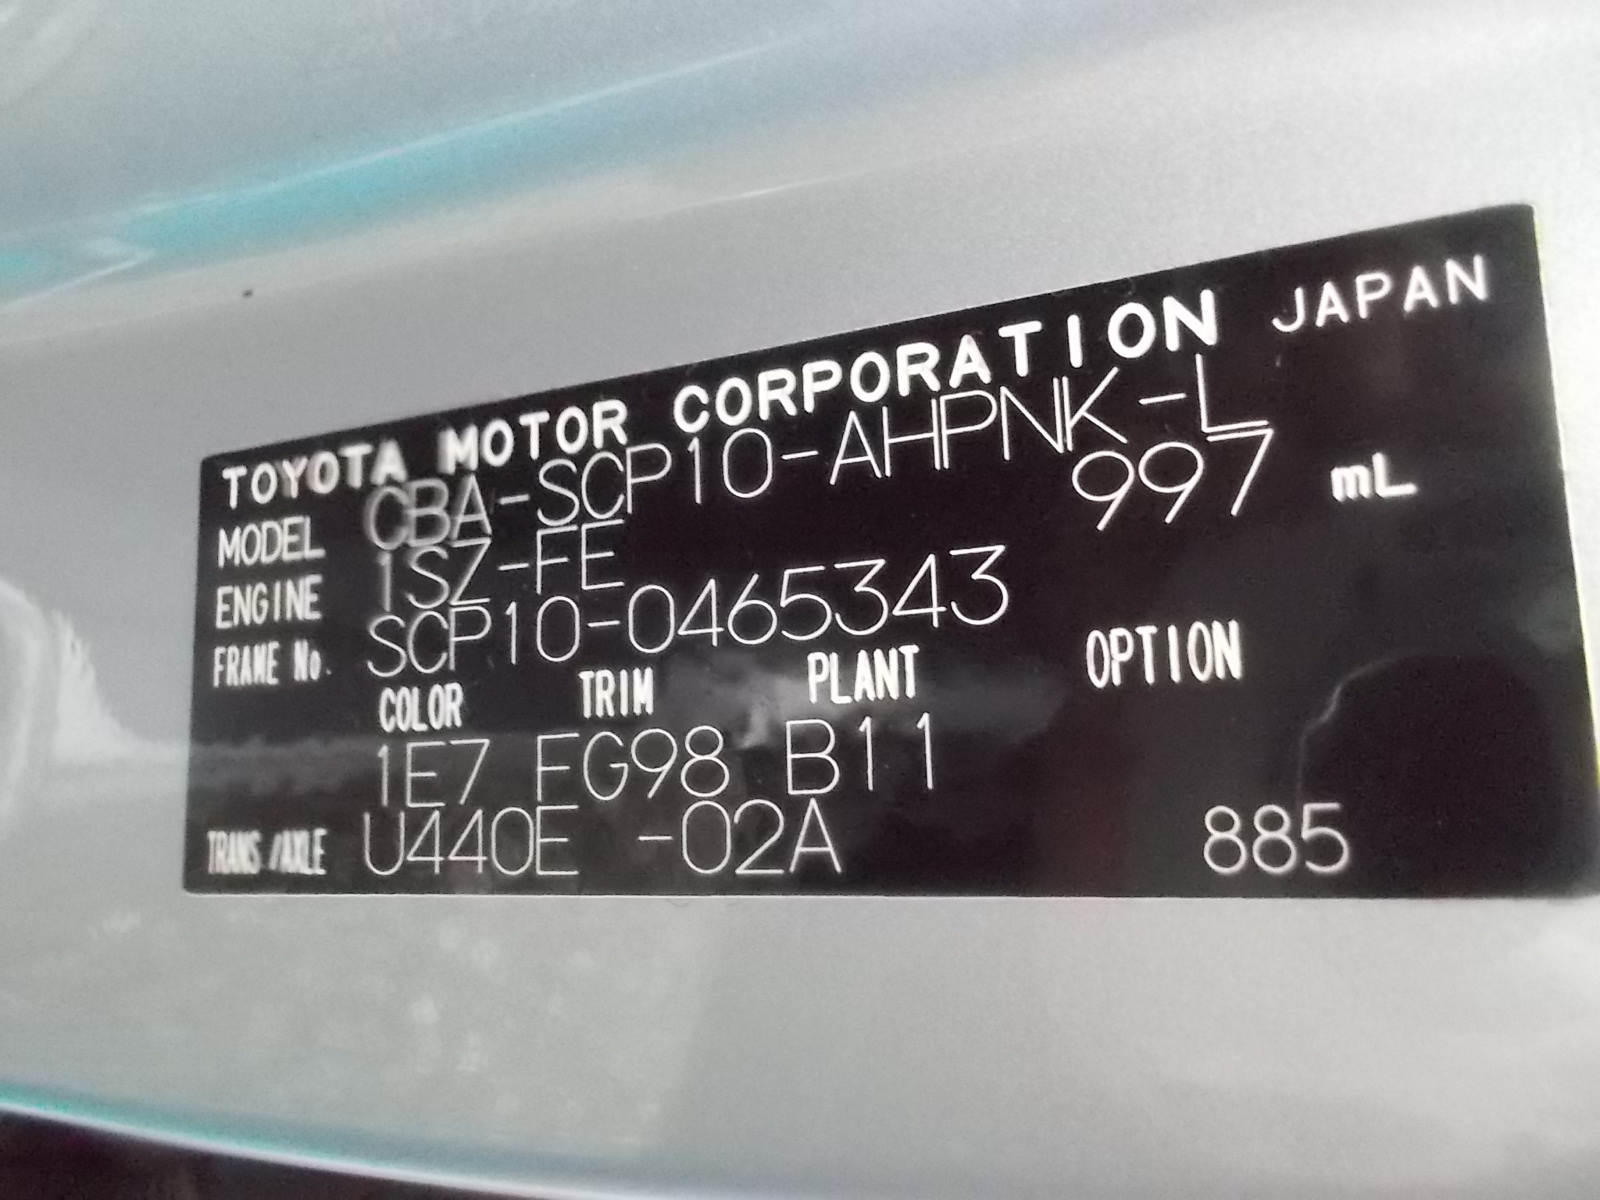 TOYOTA MOTOR CORPORATION JAPAN
MODEL CBA-SCP10-AHPNK-L
ENGINE 1SZ-FE 997 mL
FRAME No. SCP10-0465343
COLOR TRIM PLANT OPTION
1E7 FG98 B11
TRANS/AXLE U440E -02A 885